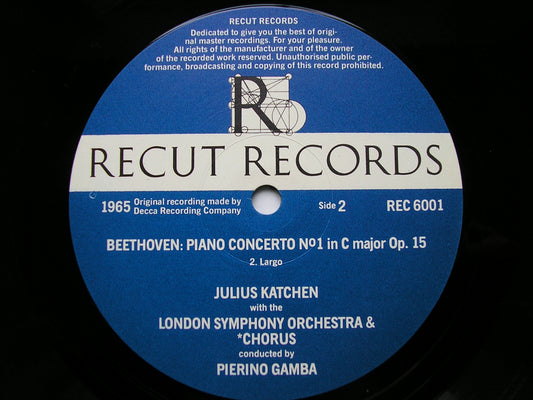 RECUT RECORDS
Dedicated to give you the best of origi-
nal master recordings. For your pleasure.
All rights of the manufacturer and of the owner
of the recorded work reserved. Unauthorised public per-
formance, broadcasting and copying of this record prohibited.
R
RECUT RECORDS
1965 Original recording made by
Decca Recording Company
Side 2
REC 6001
BEETHOVEN: PIANO CONCERTO Nº1 in C major Op. 15
2. Largo
JULIUS KATCHEN
with the
LONDON SYMPHONY ORCHESTRA &
*CHORUS
conducted by
PIERINO GAMBA